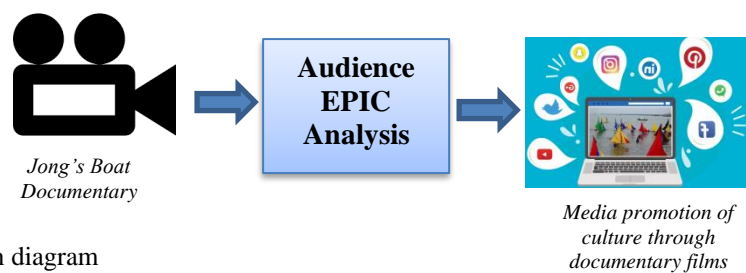 Audience
EPIC
Analysis
Jong's Boat
Documentary
Media promotion of
culture through
documentary films
diagram